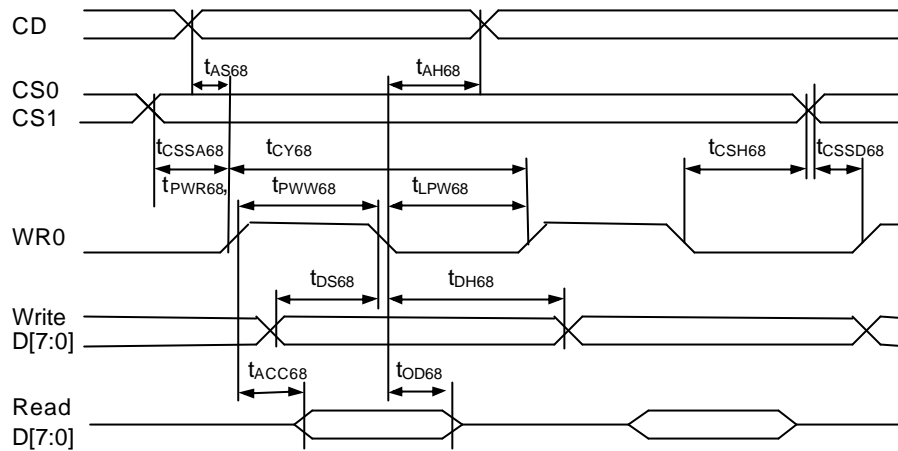 CD
tAS68 tAH68
CS0
CS1
tCSSA68 tCY68 tCSH68 tCSSD68
tPWR68, tPWW68 tLPW68
WR0
tDS68 tDH68
Write
D[7:0]
tACC68 tOD68
Read
D[7:0]